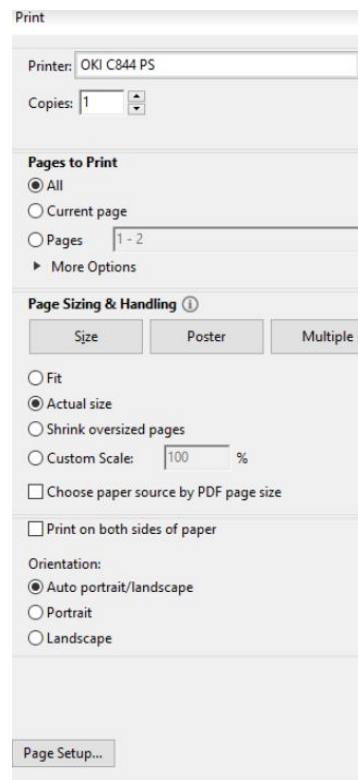 Print
Printer: OKI C844 PS
Copies: 1
Pages to Print
All
Current page
Pages 1 - 2
More Options
Page Sizing & Handling
Size Poster Multiple
Fit
Actual size
Shrink oversized pages
Custom Scale: 100 %
Choose paper source by PDF page size
Print on both sides of paper
Orientation:
Auto portrait/landscape
Portrait
Landscape
Page Setup...